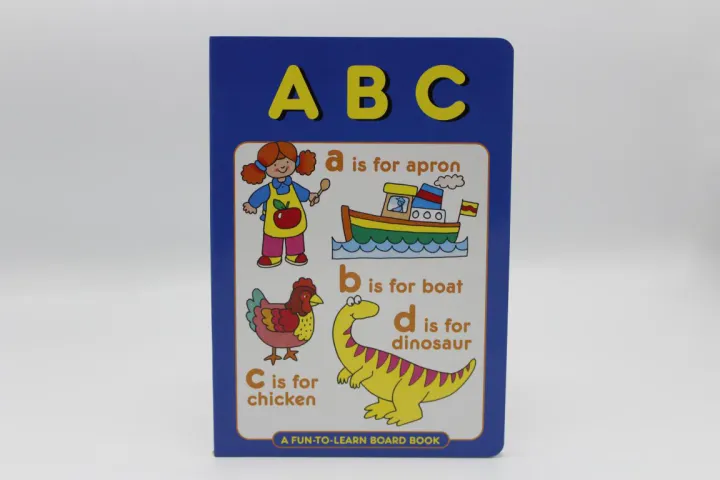 A B C
a is for apron
b is for boat
d is for
dinosaur
c is for
chicken
A FUN-TO-LEARN BOARD BOOK